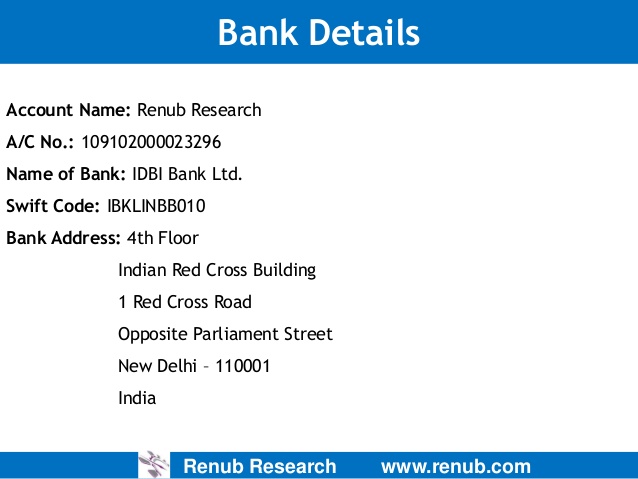 Bank Details
Account Name: Renub Research
A/C No.: 109102000023296
Name of Bank: IDBI Bank Ltd.
Swift Code: IBKLINBB010
Bank Address: 4th Floor
Indian Red Cross Building
1 Red Cross Road
Opposite Parliament Street
New Delhi – 110001
India
Renub Research www.renub.com